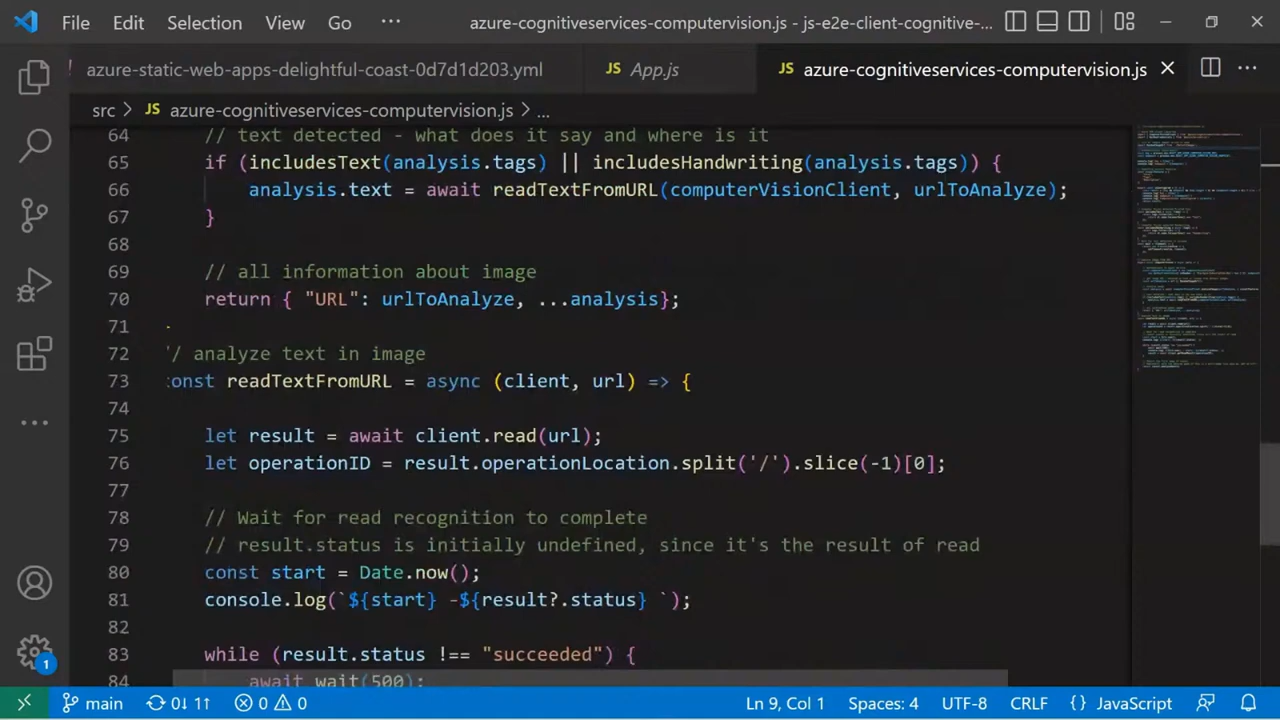 File Edit Selection View Go ··· azure-cognitiveservices-computervision.js - js-e2e-client-cognitive-...
! azure-static-web-apps-delightful-coast-0d7d1d203.yml JS App.js JS azure-cognitiveservices-computervision.js
src > JS azure-cognitiveservices-computervision.js > ...
64 // text detected - what does it say and where is it
65 if (includesText(analysis.tags) || includesHandwriting(analysis.tags)) {
66 analysis.text = await readTextFromURL(computerVisionClient, urlToAnalyze);
67 }
68
69 // all information about image
70 return { "URL": urlToAnalyze, ...analysis};
71
72 / analyze text in image
73 const readTextFromURL = async (client, url) => {
74
75 let result = await client.read(url);
76 let operationID = result.operationLocation.split('/').slice(-1)[0];
77
78 // Wait for read recognition to complete
79 // result.status is initially undefined, since it's the result of read
80 const start = Date.now();
81 console.log(`${start} -${result?.status} `);
82
83 while (result.status !== "succeeded") {
84 await wait(500);
1
main 0↓ 1↑ 0 0 Ln 9, Col 1 Spaces: 4 UTF-8 CRLF {} JavaScript